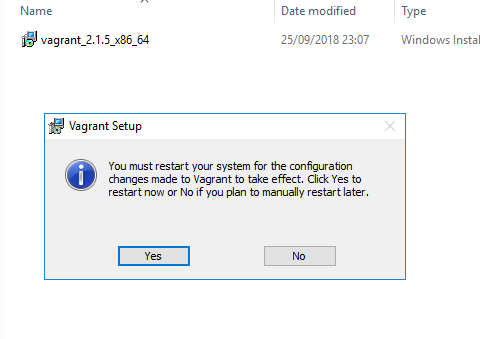 Name Date modified Type
vagrant_2.1.5_x86_64 25/09/2018 23:07 Windows Instal
Vagrant Setup
You must restart your system for the configuration
changes made to Vagrant to take effect. Click Yes to
restart now or No if you plan to manually restart later.
Yes No